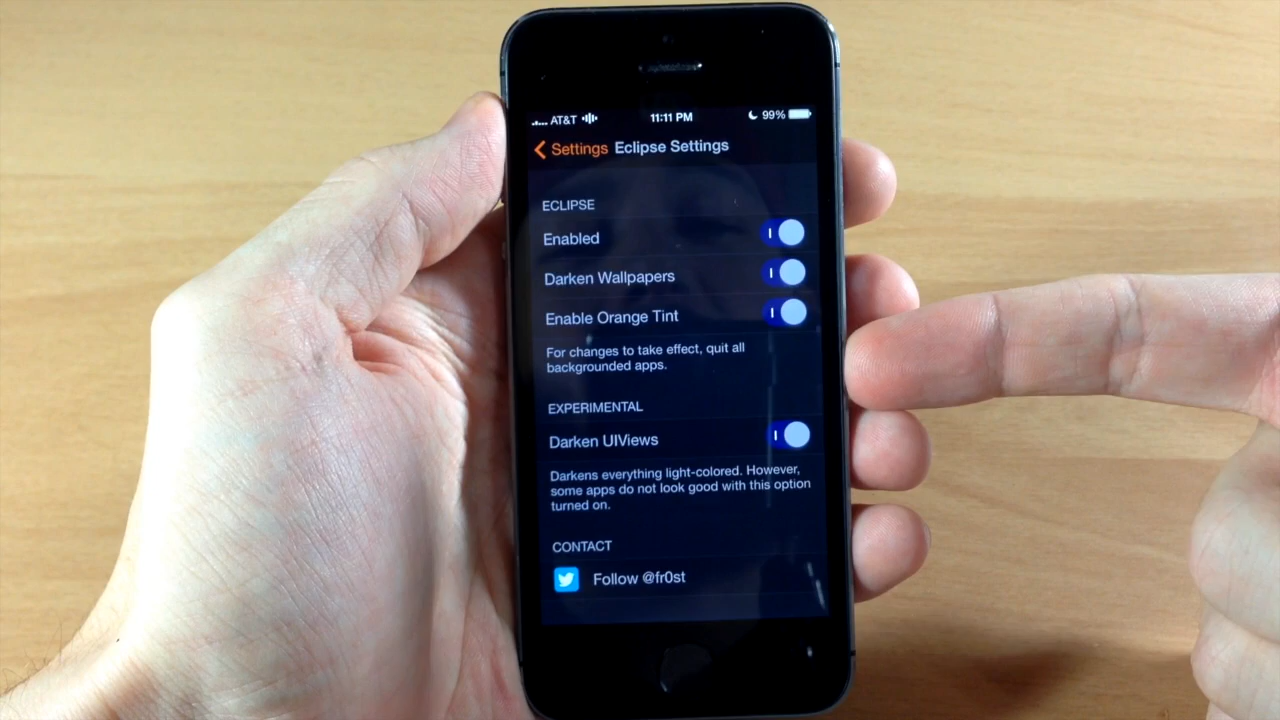 AT&T 11:11 PM 99%
Settings Eclipse Settings
ECLIPSE
Enabled
Darken Wallpapers
Enable Orange Tint
For changes to take effect, quit all
backgrounded apps.
EXPERIMENTAL
Darken UIViews
Darkens everything light-colored. However,
some apps do not look good with this option
turned on.
CONTACT
Follow @fr0st